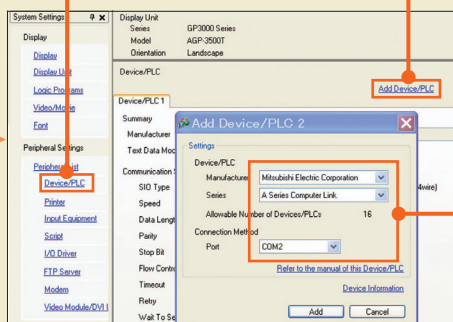 System Settings
Display
Display
Display Unit
Logic Programs
Video/Movie
Font
Peripheral Settings
Peripheral List
Device/PLC
Printer
Input Equipment
Script
I/O Driver
FTP Server
Modem
Video Module/DVI
Display Unit
Series GP3000 Series
Model AGP-3500T
Orientation Landscape
Device/PLC
Add Device/PLC
Device/PLC 1
Summary
Manufacturer
Text Data Mod
Communication S
SIO Type
4wire)
Speed
Data Lengt
Parity
Stop Bit
Flow Contro
Timeout
Retry
Wait To Se
Add Device/PLC 2
Settings
Device/PLC
Manufacturer Mitsubishi Electric Corporation
Series A Series Computer Link
Allowable Number of Devices/PLCs 16
Connection Method
Port COM2
Refer to the manual of this Device/PLC
Device Information
Add Cancel